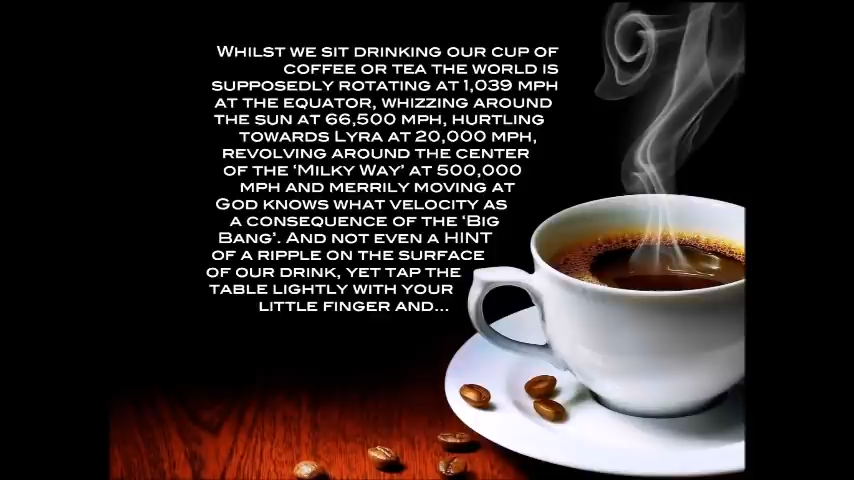 Whilst we sit drinking our cup of
coffee or tea the world is
supposedly rotating at 1,039 mph
at the equator, whizzing around
the sun at 66,500 mph, hurtling
towards Lyra at 20,000 mph,
revolving around the center
of the 'Milky Way' at 500,000
mph and merrily moving at
God knows what velocity as
a consequence of the 'Big
Bang'. And not even a hint
of a ripple on the surface
of our drink, yet tap the
table lightly with your
little finger and...